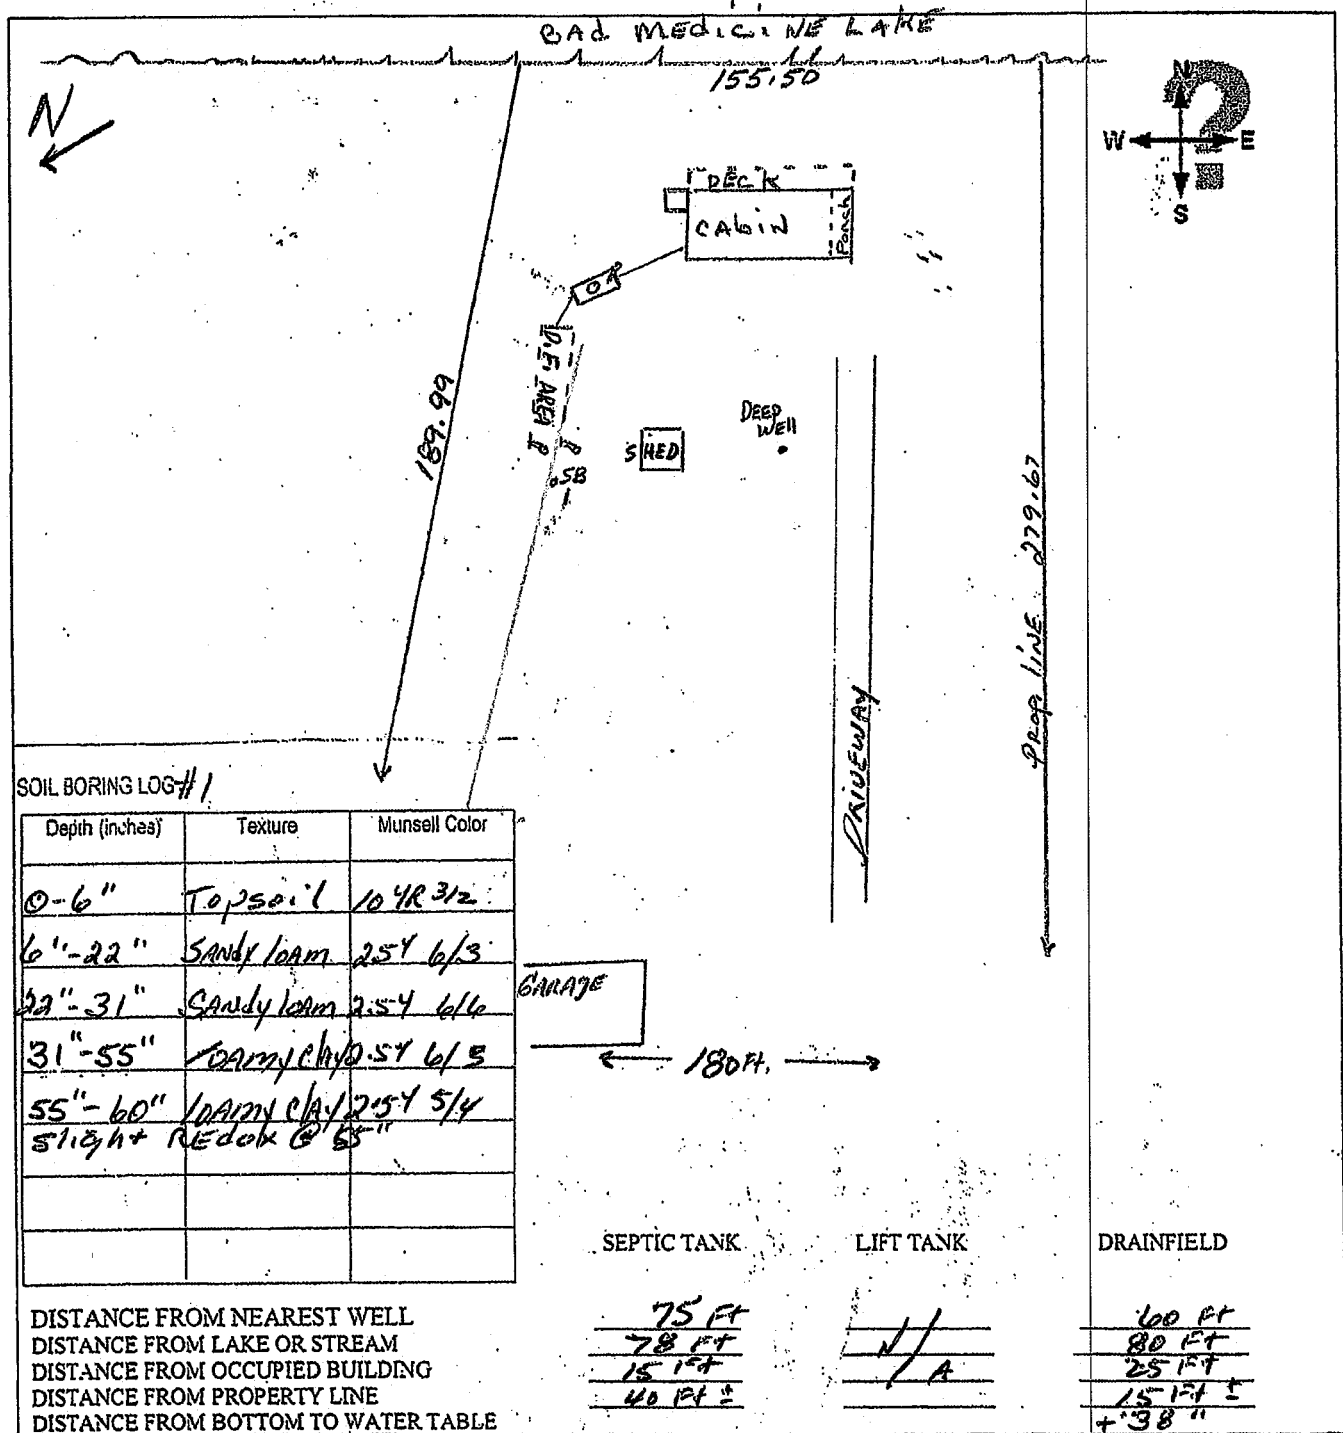 BAd MEdiCiNE LAKE
155.50
N
N
W E
S
?
DECK
CAbiN
Porch
189.99
D.F. AREA
SHED
DEEP
WEll
.SB
1
Prop liNE 279.67
DRIVEWAY
SOIL BORING LOG #1
Depth (inches) Texture Munsell Color
0-6" Topsoil 10 YR 3/2
6"-22" SANdy loAm 2.5Y 6/3
22"-31" SANdy loAm 2.5Y 6/6
31"-55" loAmy clAy 2.5Y 6/3
55"-60" loAmy clAy 2.5Y 5/4
slight REdox @ 55"
GARAgE
180 Ft.
SEPTIC TANK LIFT TANK DRAINFIELD
DISTANCE FROM NEAREST WELL 75 Ft 60 Ft
DISTANCE FROM LAKE OR STREAM 78 Ft N/A 80 Ft
DISTANCE FROM OCCUPIED BUILDING 15 Ft 25 Ft
DISTANCE FROM PROPERTY LINE 40 Ft ± 15 Ft ±
DISTANCE FROM BOTTOM TO WATER TABLE +38"